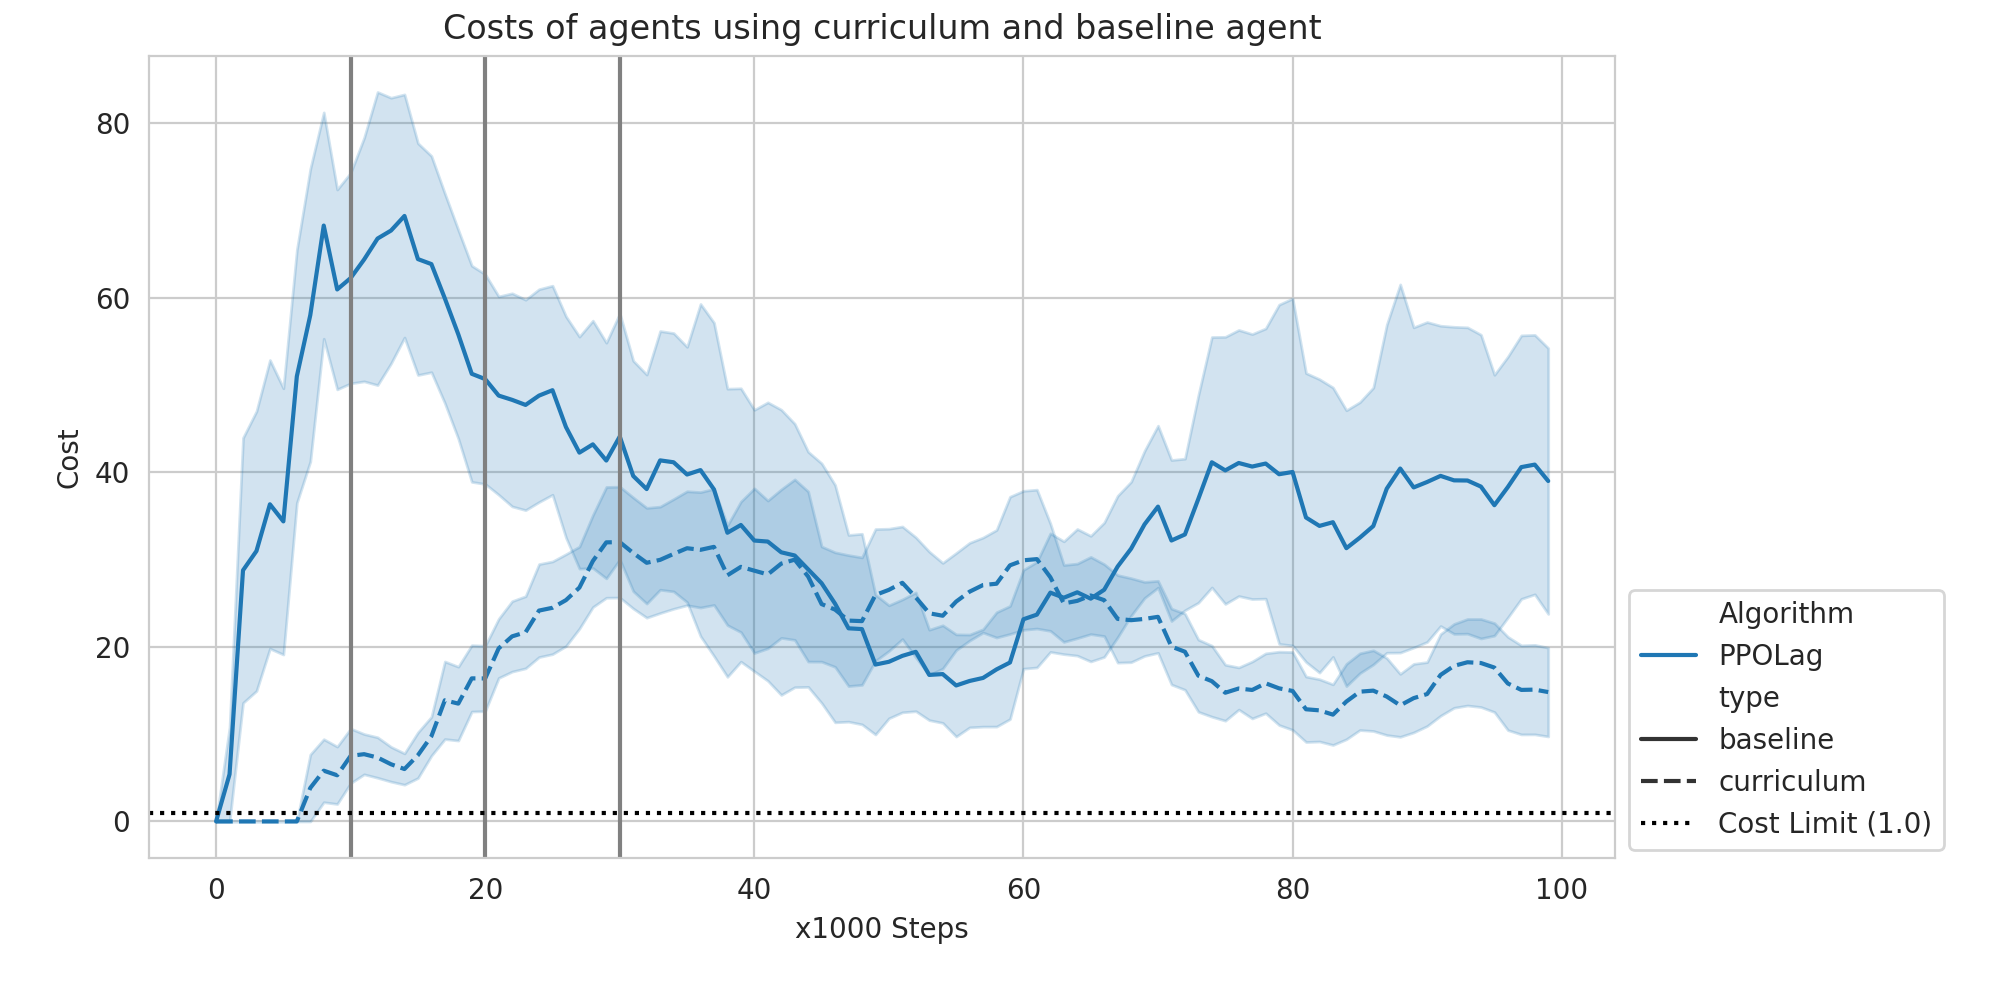 Costs of agents using curriculum and baseline agent
Cost
80
60
40
20
0
0 20 40 60 80 100
x1000 Steps
Algorithm
PPOLag
type
baseline
curriculum
Cost Limit (1.0)